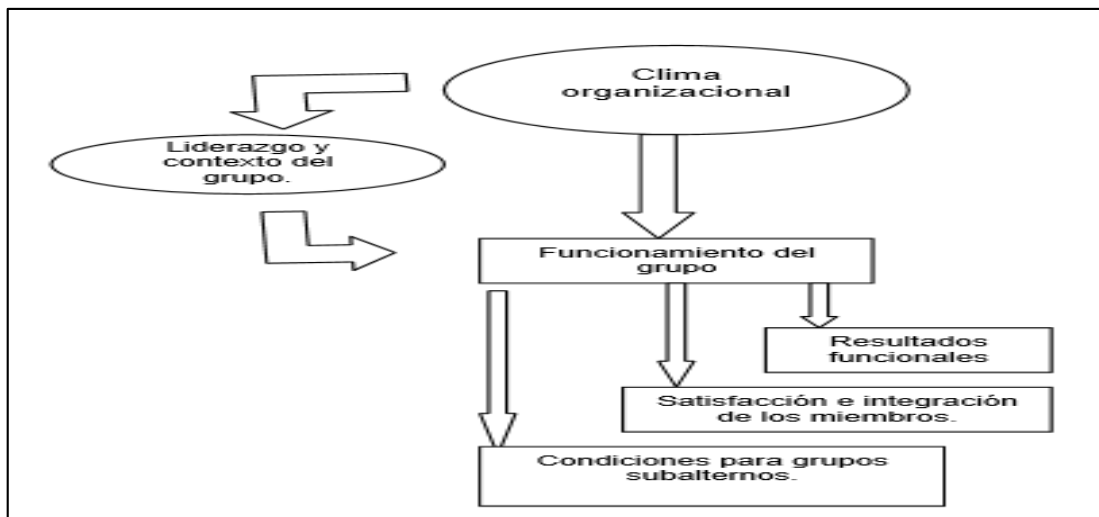 Clima
organizacional
Liderazgo y
contexto del
grupo.
Funcionamiento del
grupo
Resultados
funcionales
Satisfacción e integración
de los miembros.
Condiciones para grupos
subalternos.